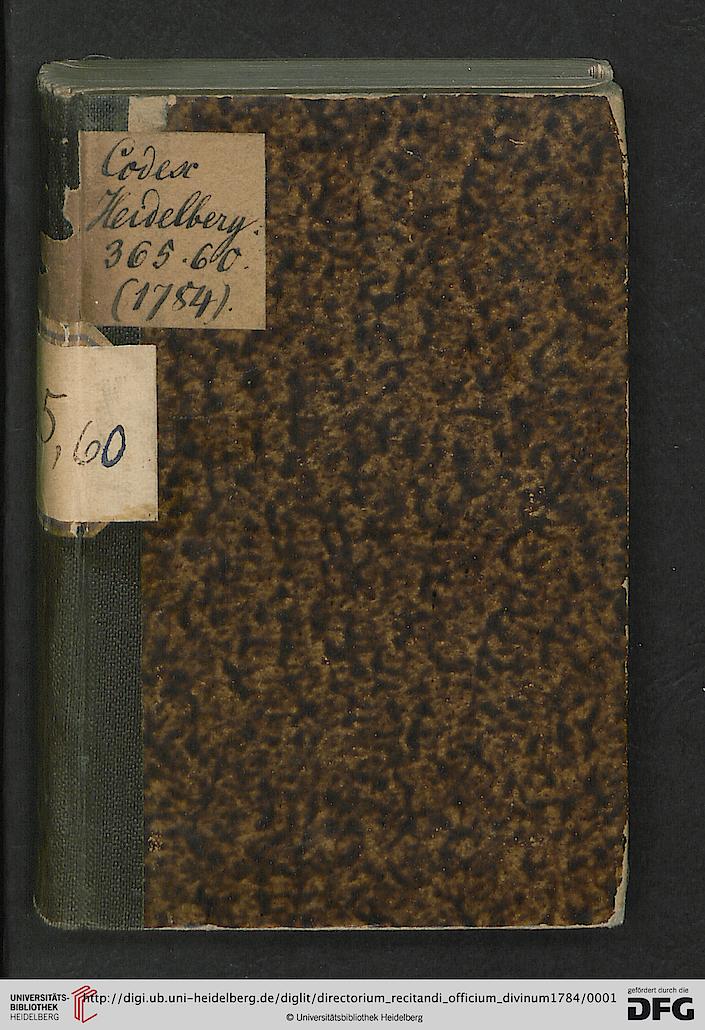 Codex
Heidelberg.
365.60.
(1784).
5,60
UNIVERSITÄTS-
BIBLIOTHEK
HEIDELBERG
http://digi.ub.uni-heidelberg.de/diglit/directorium_recitandi_officium_divinum1784/0001
© Universitätsbibliothek Heidelberg
gefördert durch die
DFG